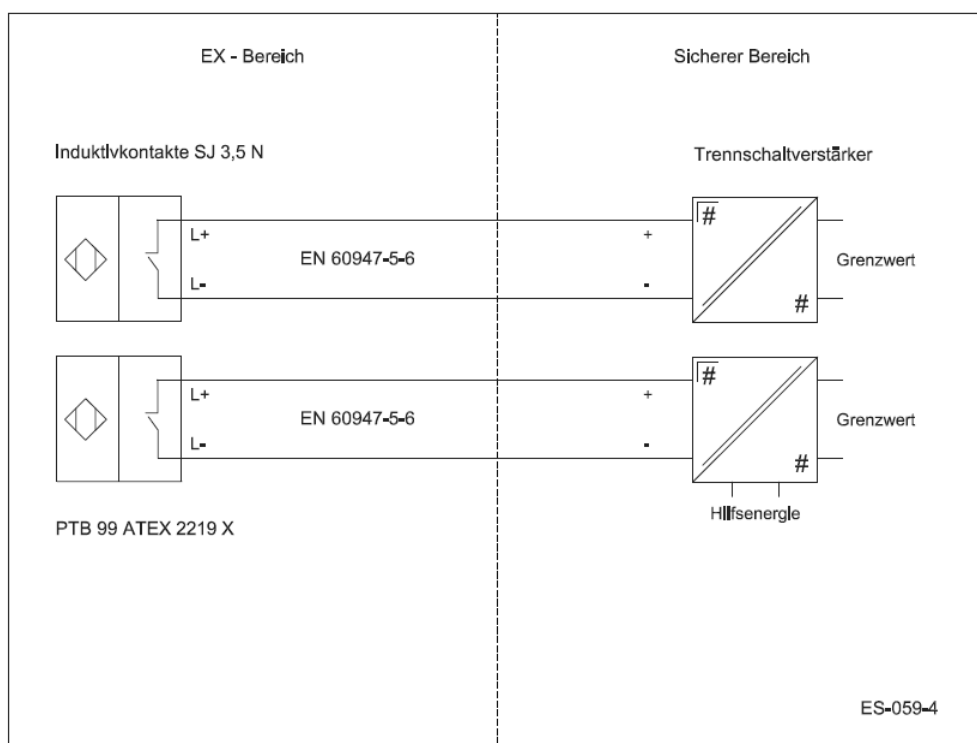 EX - Bereich
Sicherer Bereich
Induktivkontakte SJ 3,5 N
Trennschaltverstärker
#
L+
+
EN 60947-5-6
Grenzwert
L-
-
#
#
L+
+
EN 60947-5-6
Grenzwert
L-
-
#
Hilfsenergie
PTB 99 ATEX 2219 X
ES-059-4